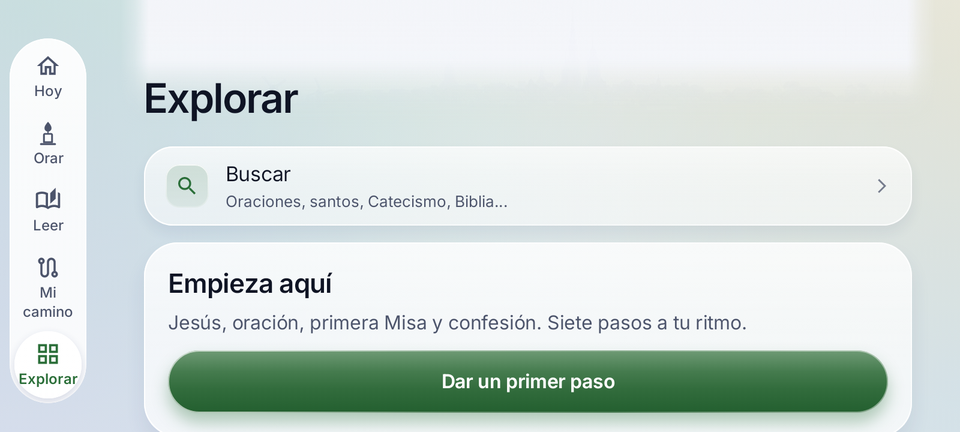 Hoy
Orar
Leer
Mi
camino
Explorar
Explorar
Buscar
Oraciones, santos, Catecismo, Biblia...
Empieza aquí
Jesús, oración, primera Misa y confesión. Siete pasos a tu ritmo.
Dar un primer paso